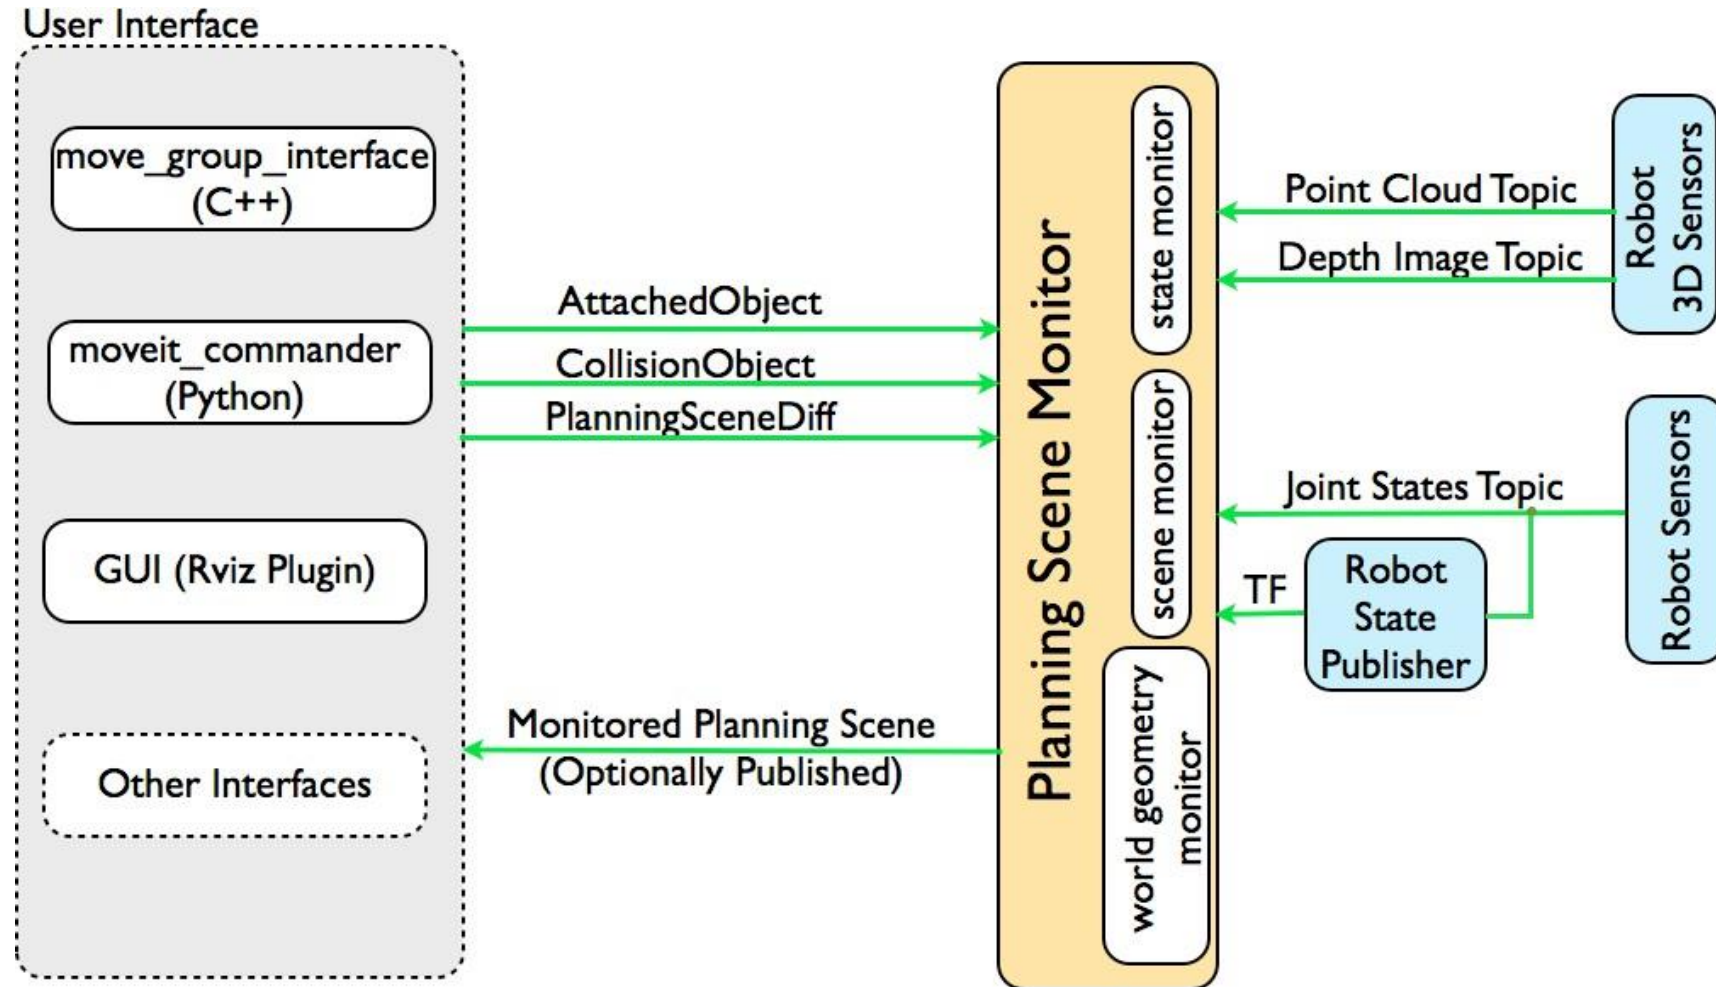 User Interface
move_group_interface
(C++)
moveit_commander
(Python)
GUI (Rviz Plugin)
Other Interfaces
AttachedObject
CollisionObject
PlanningSceneDiff
Monitored Planning Scene
(Optionally Published)
Planning Scene Monitor
state monitor
scene monitor
world geometry
monitor
Point Cloud Topic
Depth Image Topic
Joint States Topic
TF
Robot
State
Publisher
Robot
3D Sensors
Robot Sensors